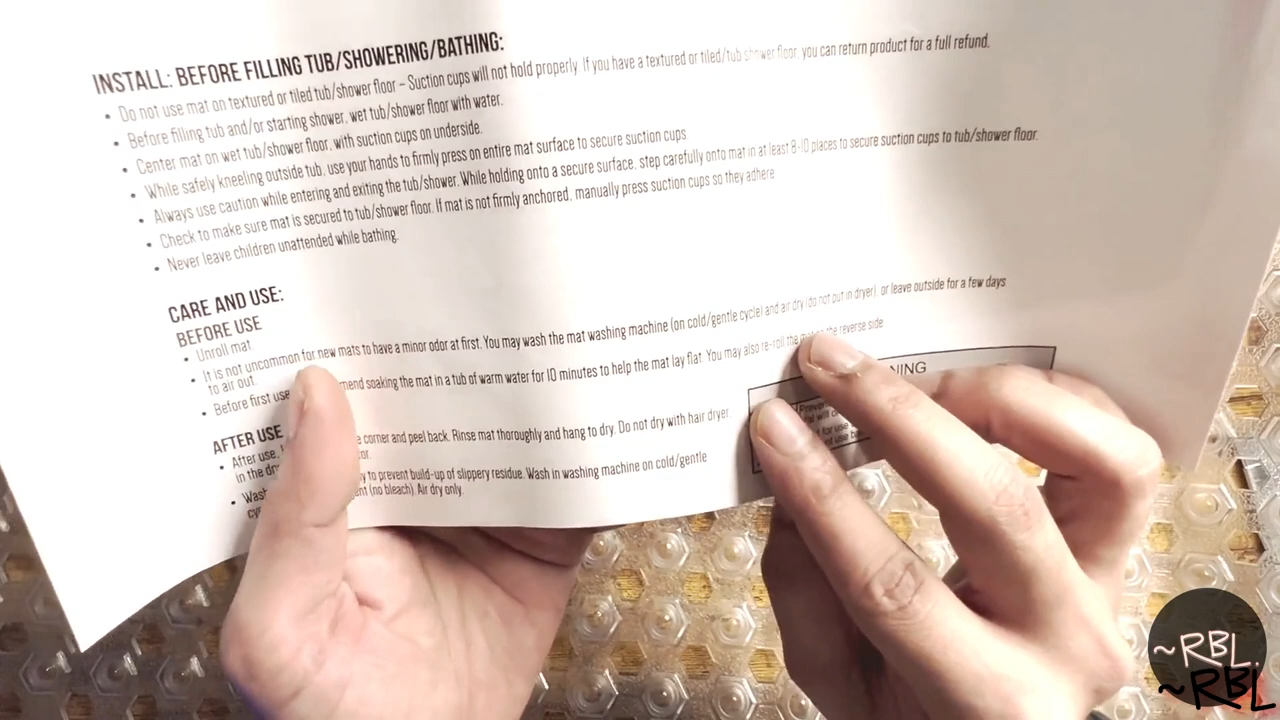 INSTALL: BEFORE FILLING TUB/SHOWERING/BATHING:
• Do not use mat on textured or tiled tub/shower floor – Suction cups will not hold properly. If you have a textured or tiled/tub shower floor, you can return product for a full refund.
• Before filling tub and/or starting shower, wet tub/shower floor with water.
• Center mat on wet tub/shower floor, with suction cups on underside.
• While safely kneeling outside tub, use your hands to firmly press on entire mat surface to secure suction cups
• Always use caution while entering and exiting the tub/shower. While holding onto a secure surface, step carefully onto mat in at least 8-10 places to secure suction cups to tub/shower floor.
• Check to make sure mat is secured to tub/shower floor. If mat is not firmly anchored, manually press suction cups so they adhere
• Never leave children unattended while bathing.
CARE AND USE:
BEFORE USE
• Unroll mat.
• It is not uncommon for new mats to have a minor odor at first. You may wash the mat washing machine (on cold/gentle cycle) and air dry (do not put in dryer), or leave outside for a few days
to air out.
• Before first use mend soaking the mat in a tub of warm water for 10 minutes to help the mat lay flat. You may also re-roll the the reverse side
AFTER USE
• After use, corner and peel back. Rinse mat thoroughly and hang to dry. Do not dry with hair dryer,
in the
• Was y to prevent build-up of slippery residue. Wash in washing machine on cold/gentle
(no bleach). Air dry only.
NING
for use
~RBL.
~RBL